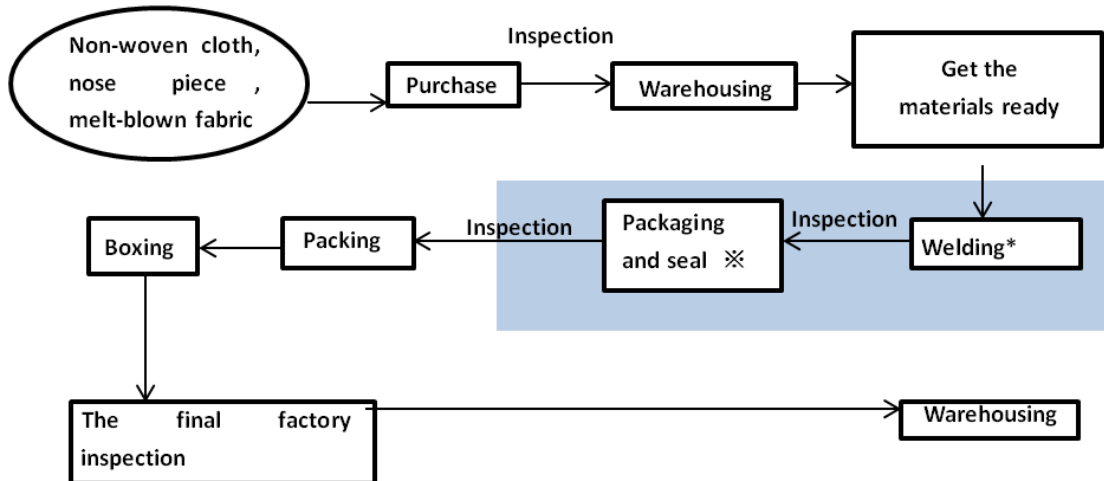 Non-woven cloth,
nose piece ,
melt-blown fabric
Purchase
Inspection
Warehousing
Get the
materials ready
Welding*
Inspection
Packaging
and seal ※
Inspection
Packing
Boxing
The final factory
inspection
Warehousing